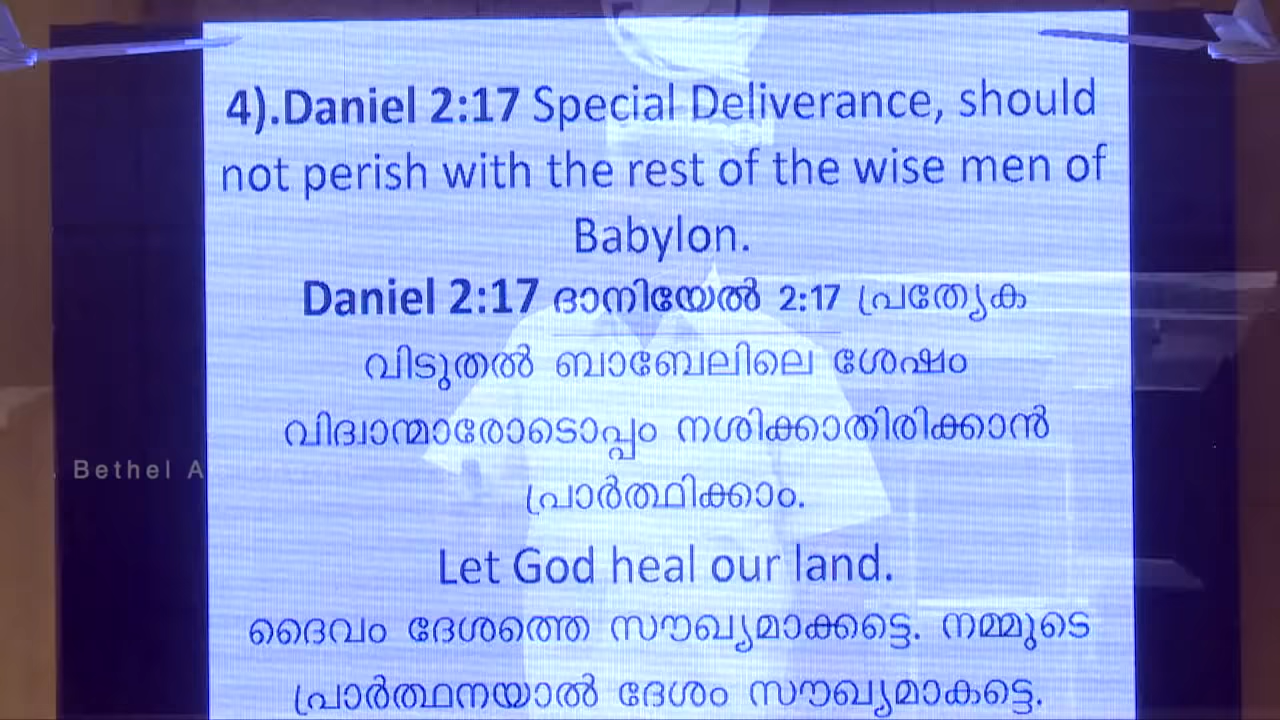 4).Daniel 2:17 Special Deliverance, should
not perish with the rest of the wise men of
Babylon.
Daniel 2:17 ദാനിയേൽ 2:17 പ്രത്യേക
വിടുതൽ ബാബേലിലെ ശേഷം
വിദ്വാന്മാരോടൊപ്പം നശിക്കാതിരിക്കാൻ
പ്രാർത്ഥിക്കാം.
Bethel A
Let God heal our land.
ദൈവം ദേശത്തെ സൗഖ്യമാക്കട്ടെ. നമ്മുടെ
പ്രാർത്ഥനയാൽ ദേശം സൗഖ്യമാകട്ടെ.